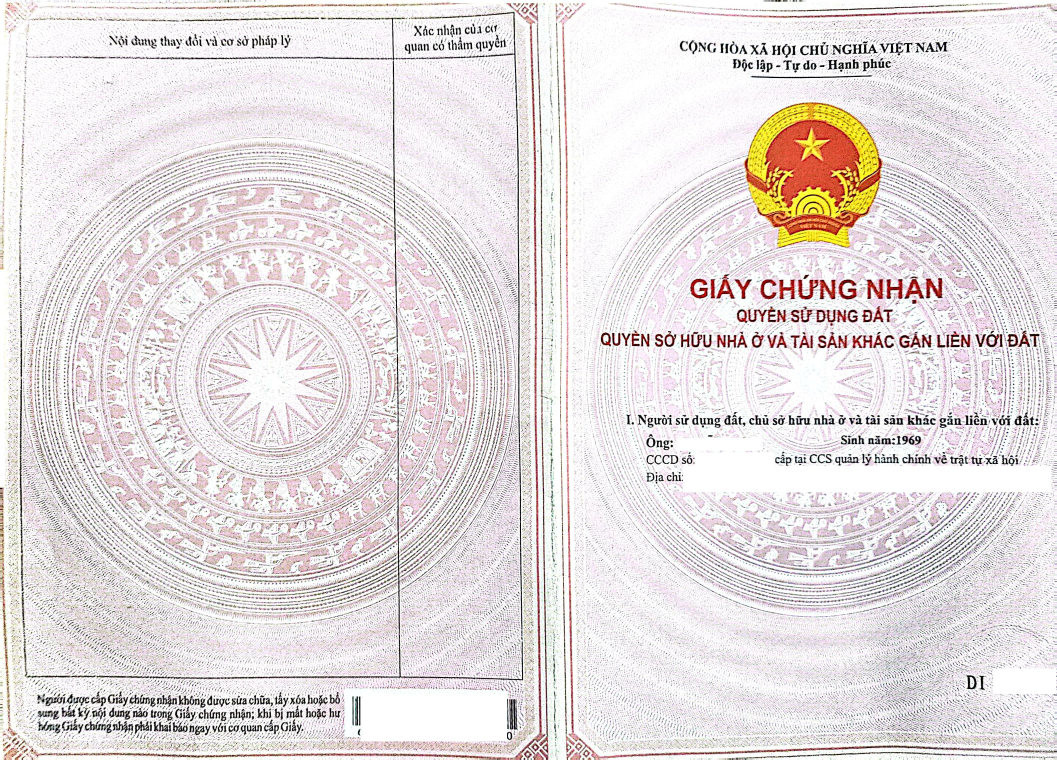 Nội dung thay đổi và cơ sở pháp lý
Xác nhận của cơ
quan có thẩm quyền
Người được cấp Giấy chứng nhận không được sửa chữa, tẩy xóa hoặc bổ
sung bất kỳ nội dung nào trong Giấy chứng nhận; khi bị mất hoặc hư
hỏng Giấy chứng nhận phải khai báo ngay với cơ quan cấp Giấy.
0
CỘNG HÒA XÃ HỘI CHỦ NGHĨA VIỆT NAM
Độc lập - Tự do - Hạnh phúc
VIỆT NAM
GIẤY CHỨNG NHẬN
QUYỀN SỬ DỤNG ĐẤT
QUYỀN SỞ HỮU NHÀ Ở VÀ TÀI SẢN KHÁC GẮN LIỀN VỚI ĐẤT
I. Người sử dụng đất, chủ sở hữu nhà ở và tài sản khác gắn liền với đất:
Ông: Sinh năm:1969
CCCD số: cấp tại CCS quản lý hành chính về trật tự xã hội
Địa chỉ:
DI